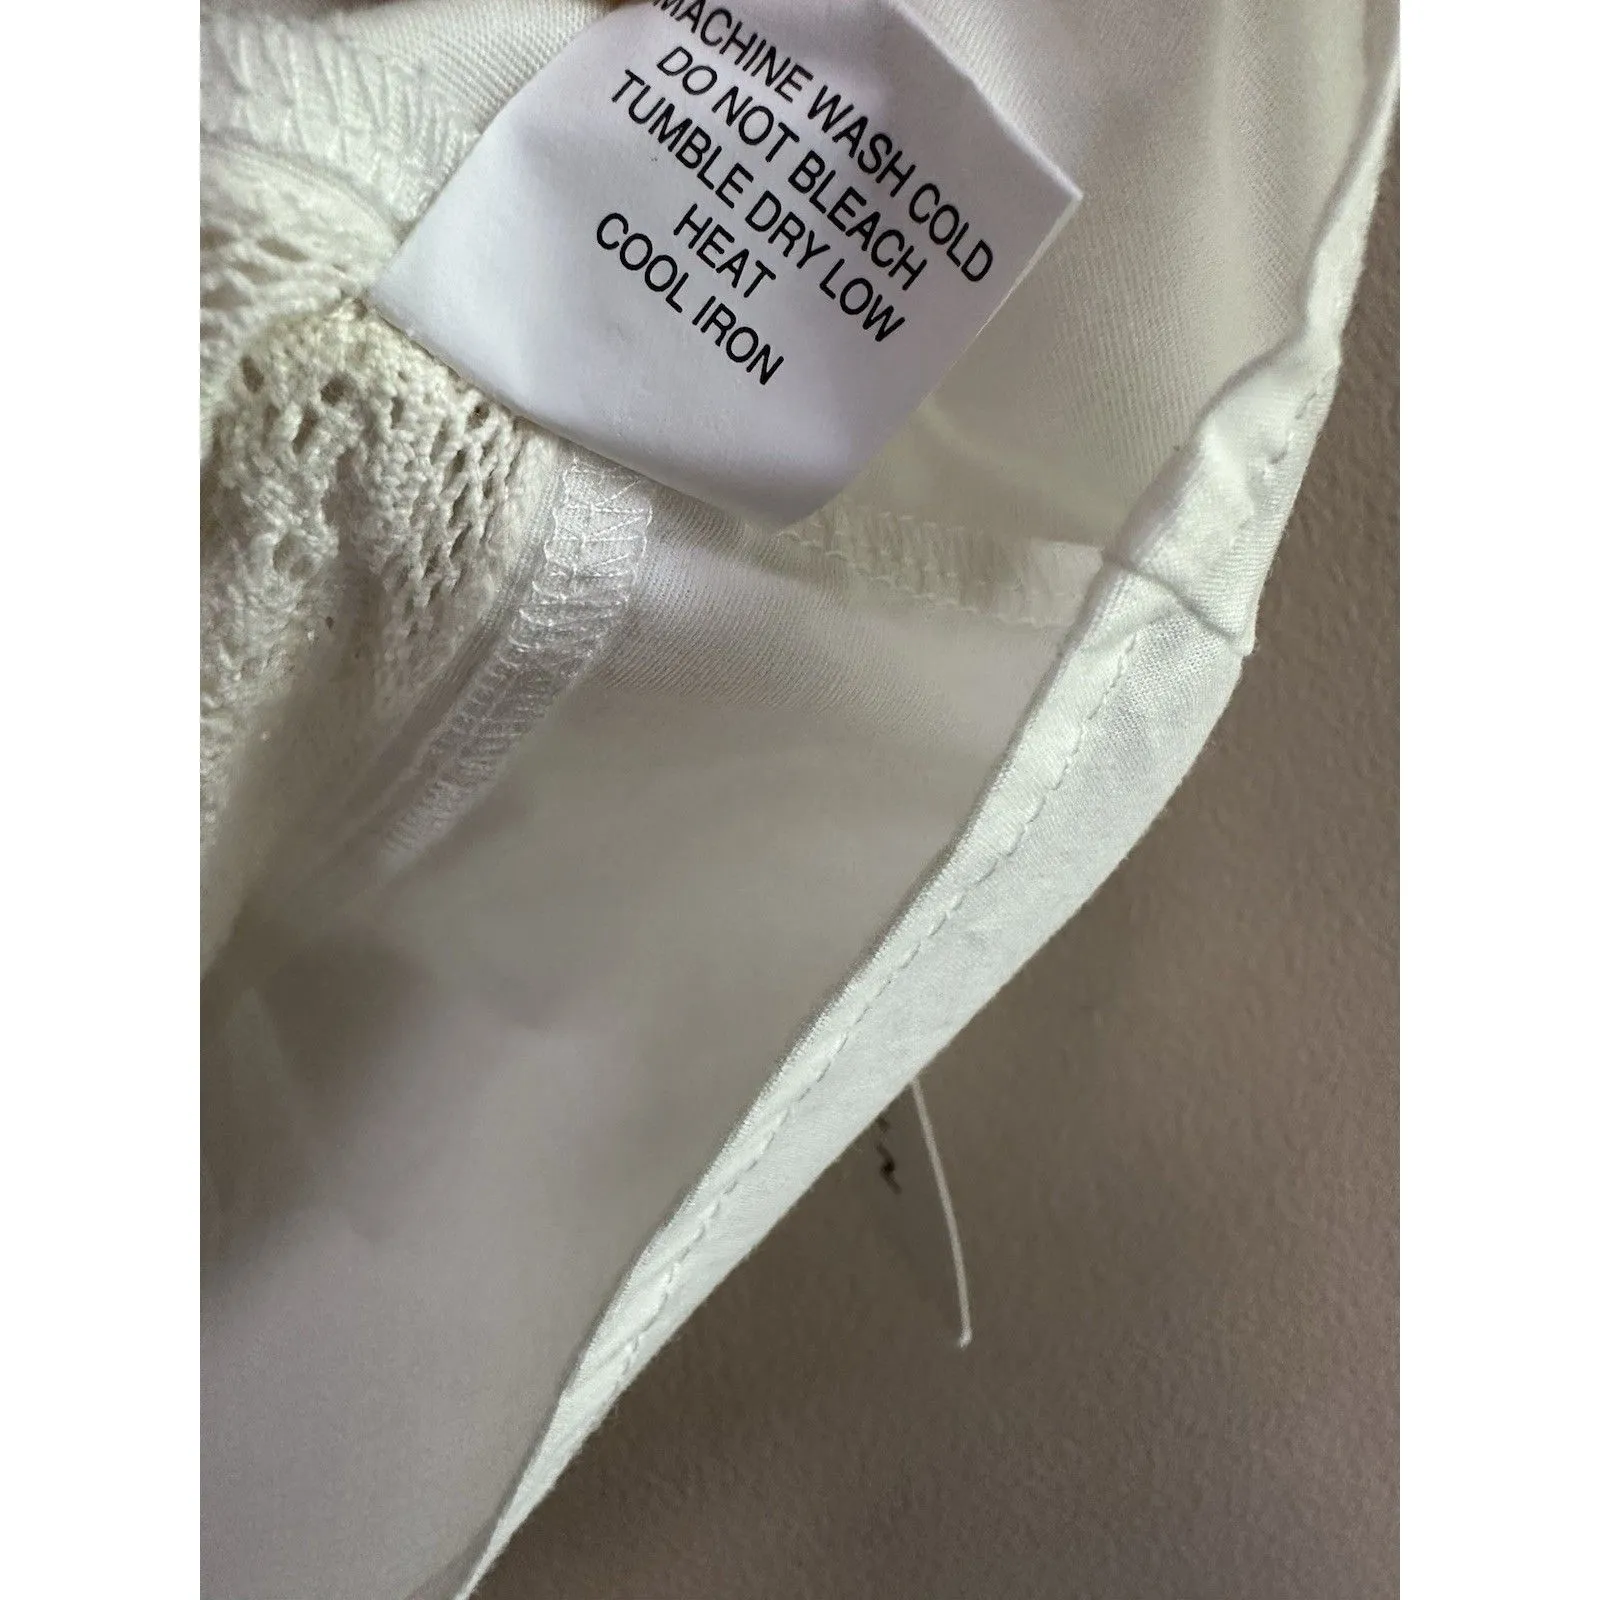 MACHINE WASH COLD
DO NOT BLEACH
TUMBLE DRY LOW
HEAT
COOL IRON